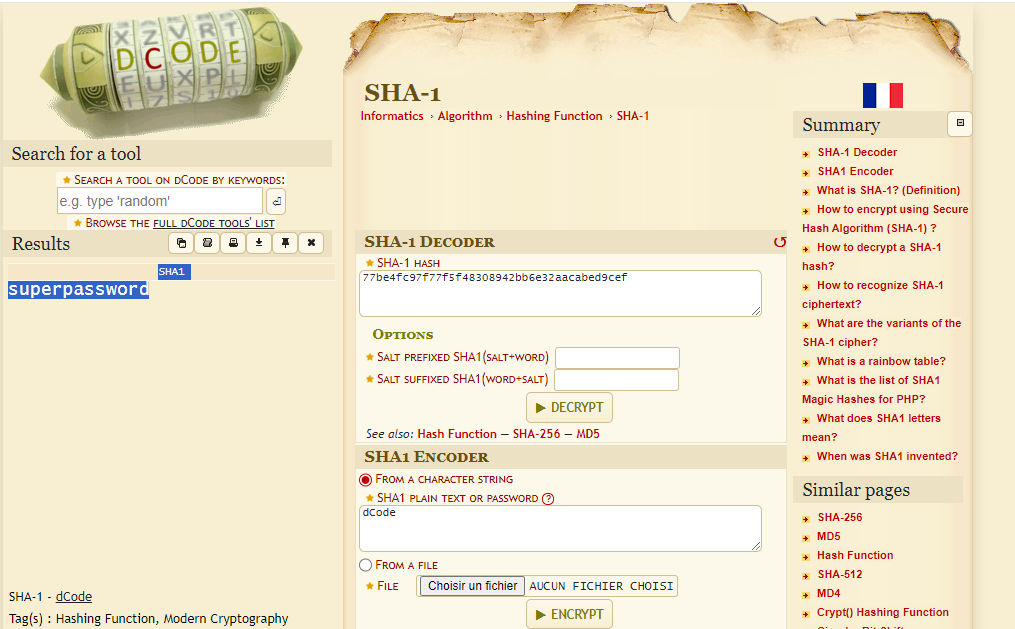 X Z V R T
D C O D E
E U X P L
Search for a tool
★ Search a tool on dCode by keywords:
e.g. type 'random'
★ Browse the full dCode tools' list
Results
SHA1
superpassword
SHA-1 - dCode
Tag(s) : Hashing Function, Modern Cryptography
SHA-1
Informatics › Algorithm › Hashing Function › SHA-1
SHA-1 Decoder
★ SHA-1 hash
77be4fc97f77f5f48308942bb6e32aacabed9cef
Options
★ Salt prefixed SHA1(salt+word)
★ Salt suffixed SHA1(word+salt)
▶ DECRYPT
See also: Hash Function — SHA-256 — MD5
SHA1 Encoder
From a character string
★ SHA1 plain text or password ?
dCode
From a file
★ File Choisir un fichier Aucun fichier choisi
▶ ENCRYPT
Summary
SHA-1 Decoder
SHA1 Encoder
What is SHA-1? (Definition)
How to encrypt using Secure
Hash Algorithm (SHA-1) ?
How to decrypt a SHA-1
hash?
How to recognize SHA-1
ciphertext?
What are the variants of the
SHA-1 cipher?
What is a rainbow table?
What is the list of SHA1
Magic Hashes for PHP?
What does SHA1 letters
mean?
When was SHA1 invented?
Similar pages
SHA-256
MD5
Hash Function
SHA-512
MD4
Crypt() Hashing Function